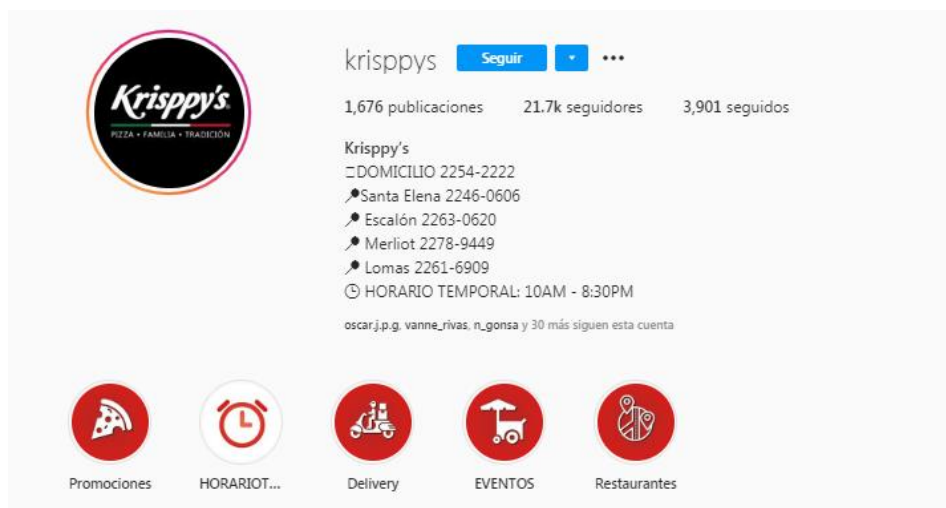 Krisppy's
PIZZA • FAMILIA • TRADICIÓN
krisppys Seguir
1,676 publicaciones 21.7k seguidores 3,901 seguidos
Krisppy's
DOMICILIO 2254-2222
Santa Elena 2246-0606
Escalón 2263-0620
Merliot 2278-9449
Lomas 2261-6909
HORARIO TEMPORAL: 10AM - 8:30PM
oscar.j.p.g, vanne_rivas, n_gonsa y 30 más siguen esta cuenta
Promociones HORARIOT... Delivery EVENTOS Restaurantes